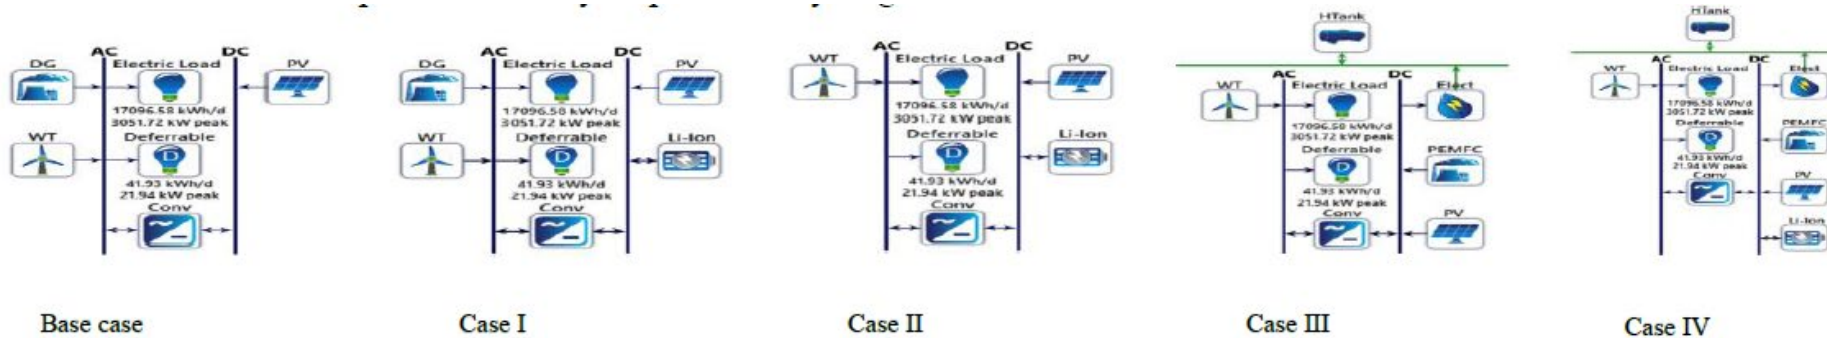 AC DC
DG Electric Load PV
17096.58 kWh/d
3051.72 kW peak
WT Deferrable
41.93 kWh/d
21.94 kW peak
Conv
Base case
AC DC
DG Electric Load PV
17096.58 kWh/d
3051.72 kW peak
WT Deferrable Li-Ion
41.93 kWh/d
21.94 kW peak
Conv
Case I
AC DC
WT Electric Load PV
17096.58 kWh/d
3051.72 kW peak
Deferrable Li-Ion
41.93 kWh/d
21.94 kW peak
Conv
Case II
HTank
AC DC
WT Electric Load Elect
17096.58 kWh/d
3051.72 kW peak
Deferrable PEMFC
41.93 kWh/d
21.94 kW peak
Conv PV
Case III
HTank
AC DC
WT Electric Load Elect
17096.58 kWh/d
3051.72 kW peak
Deferrable PEMFC
41.93 kWh/d
21.94 kW peak
Conv PV
Li-Ion
Case IV